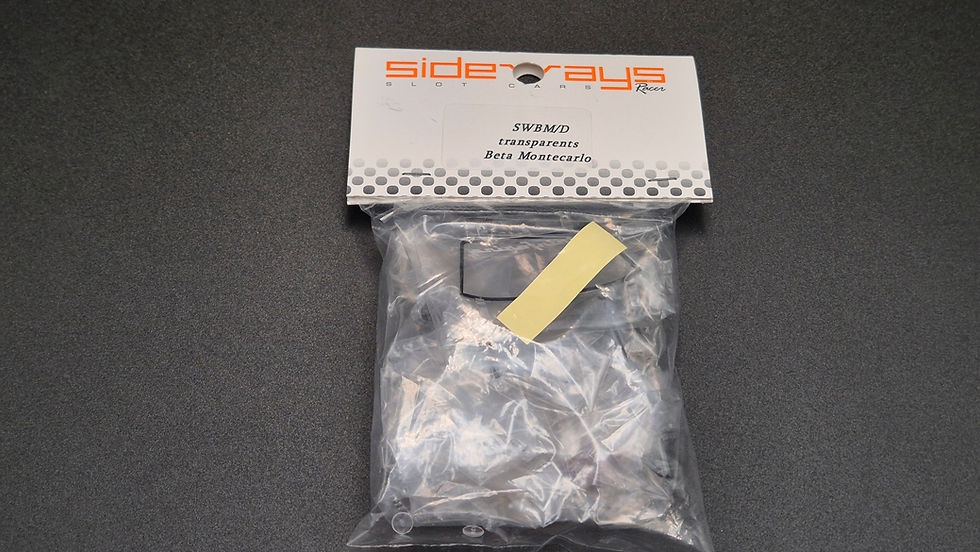 sideways
SLOT CARS Racer
SWBM/D
transparents
Beta Montecarlo